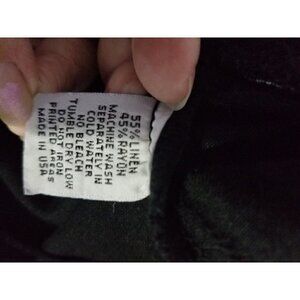 55% LINEN
45% RAYON
MACHINE WASH
SEPARATELY IN
COLD WATER
NO BLEACH
TUMBLE DRY LOW
DO NOT IRON
PRINTED AREAS
MADE IN USA